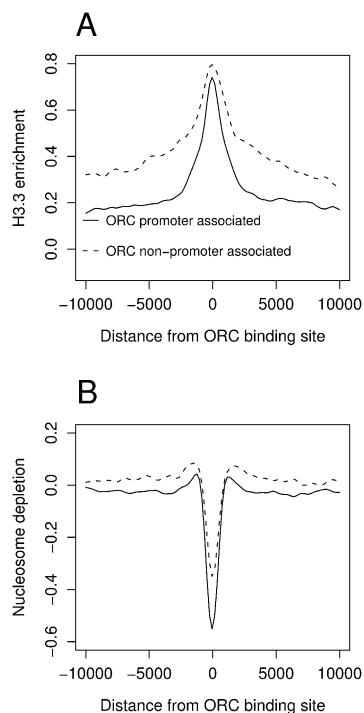 A
H3.3 enrichment
0.8
0.6
0.4
0.2
0.0
ORC promoter associated
ORC non−promoter associated
−10000 −5000 0 5000 10000
Distance from ORC binding site
B
Nucleosome depletion
0.2
0.0
−0.2
−0.4
−0.6
−10000 −5000 0 5000 10000
Distance from ORC binding site